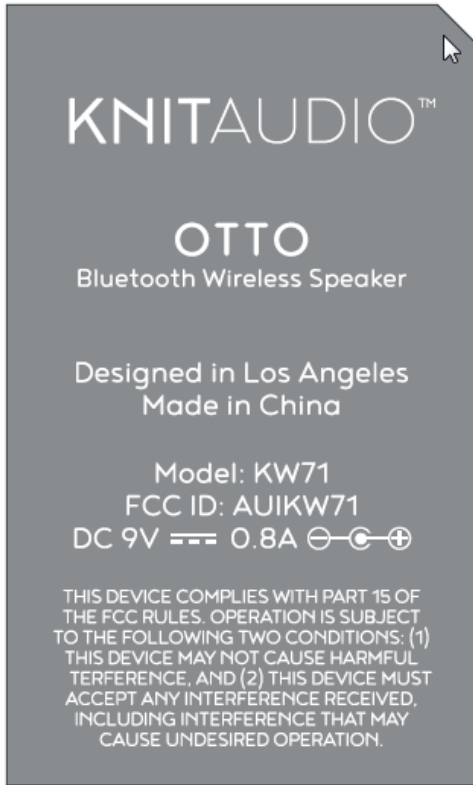 KNITAUDIO™
OTTO
Bluetooth Wireless Speaker
Designed in Los Angeles
Made in China
Model: KW71
FCC ID: AUIKW71
DC 9V ⎓ 0.8A
THIS DEVICE COMPLIES WITH PART 15 OF
THE FCC RULES. OPERATION IS SUBJECT
TO THE FOLLOWING TWO CONDITIONS: (1)
THIS DEVICE MAY NOT CAUSE HARMFUL
TERFERENCE, AND (2) THIS DEVICE MUST
ACCEPT ANY INTERFERENCE RECEIVED,
INCLUDING INTERFERENCE THAT MAY
CAUSE UNDESIRED OPERATION.